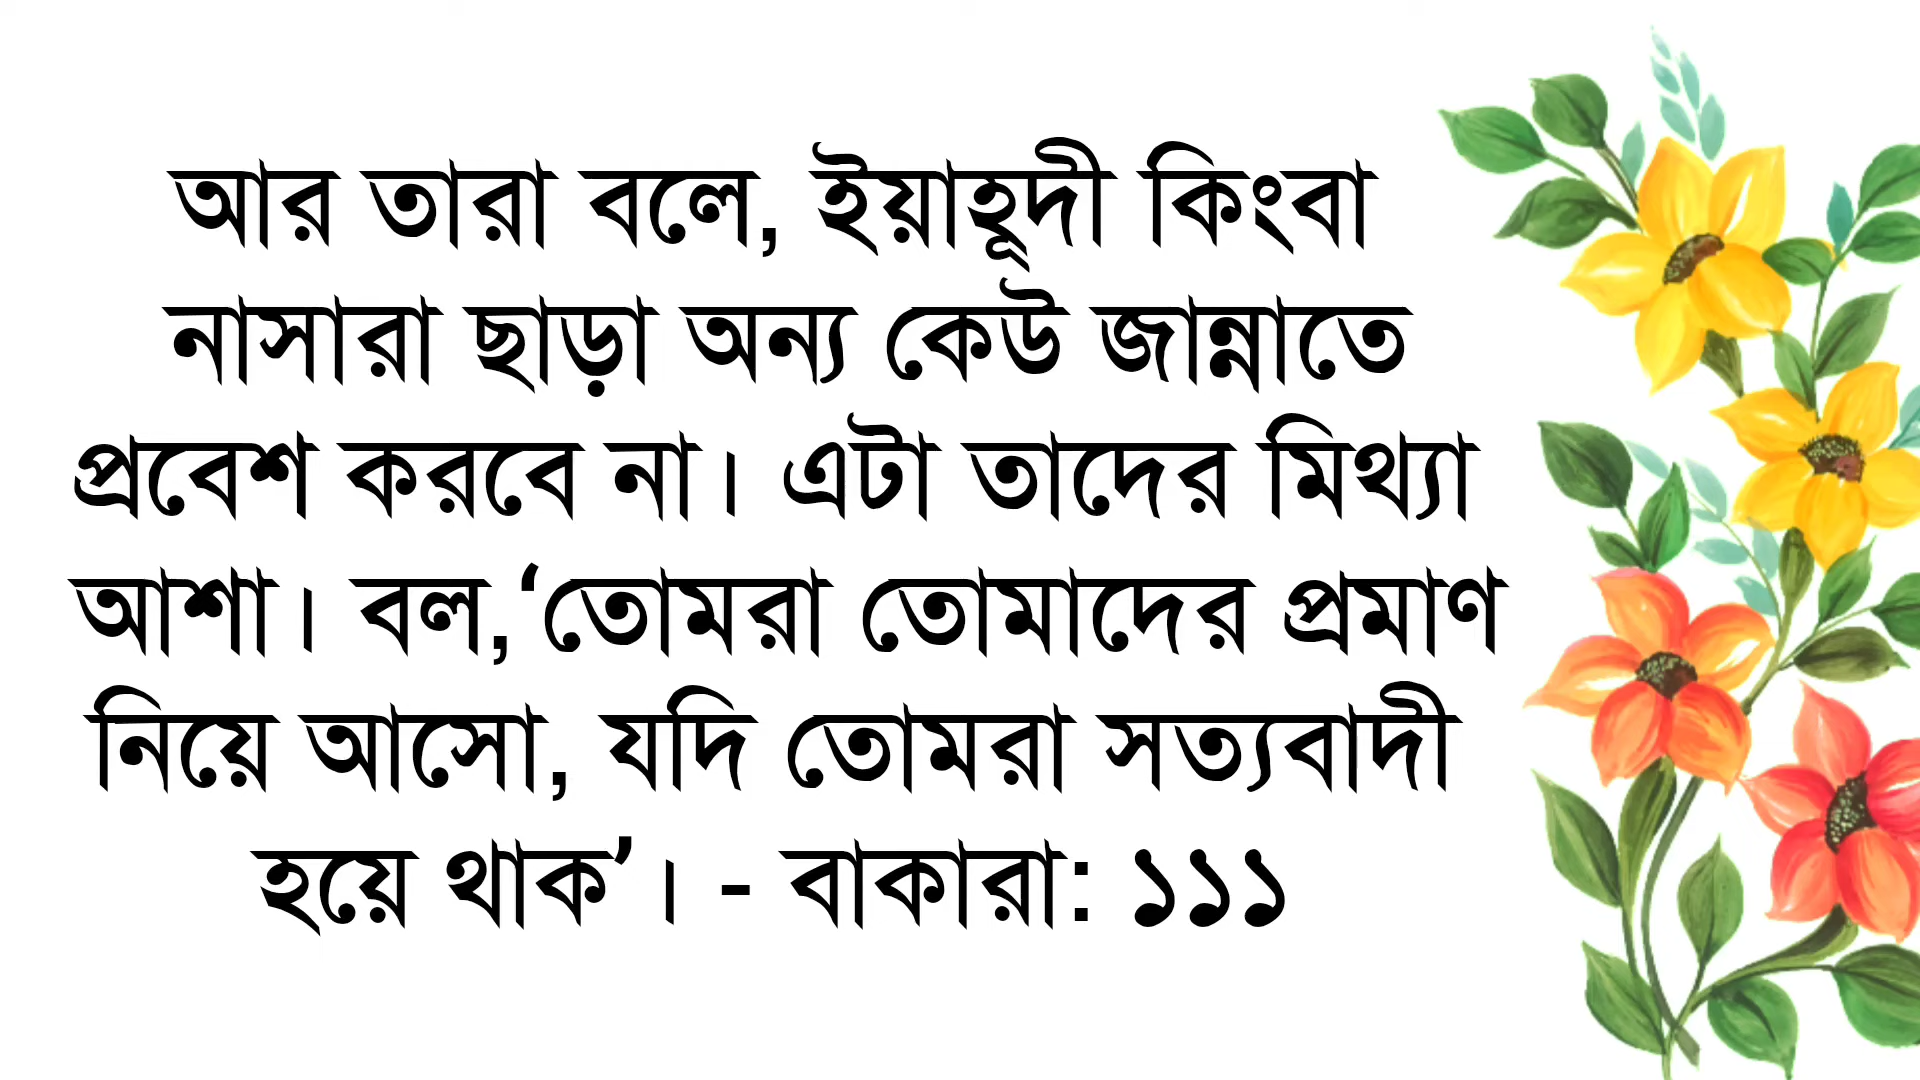 আর তারা বলে, ইয়াহূদী কিংবা
নাসারা ছাড়া অন্য কেউ জান্নাতে
প্রবেশ করবে না। এটা তাদের মিথ্যা
আশা। বল,‘তোমরা তোমাদের প্রমাণ
নিয়ে আসো, যদি তোমরা সত্যবাদী
হয়ে থাক’। - বাকারা: ১১১